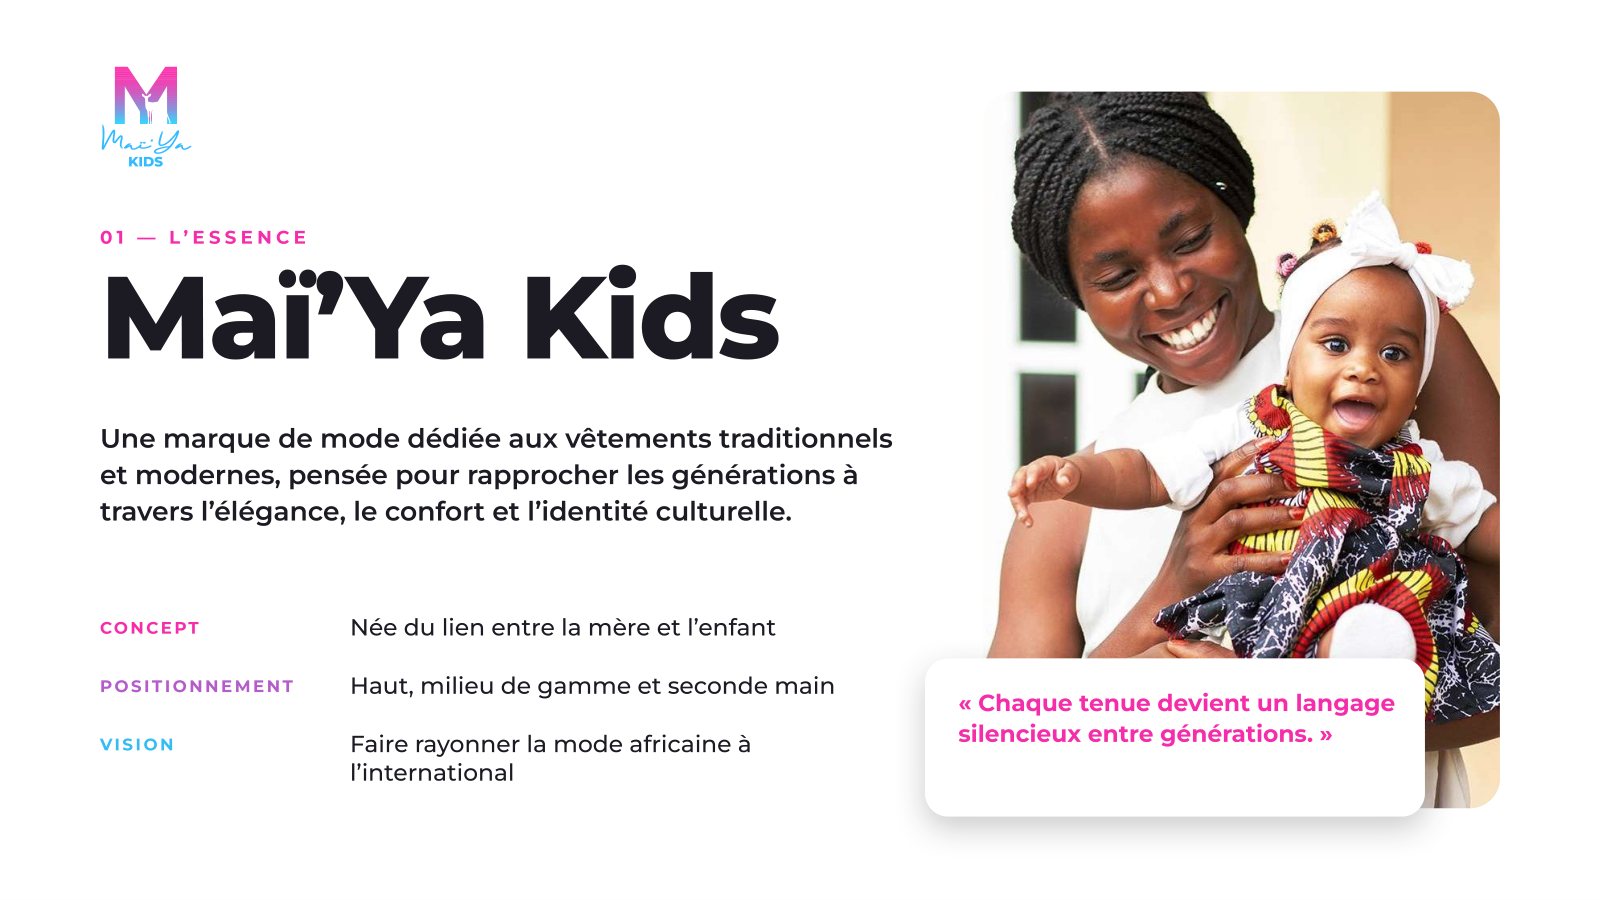 M
Maï'Ya
KIDS
01 — L’ESSENCE
Maï’Ya Kids
Une marque de mode dédiée aux vêtements traditionnels
et modernes, pensée pour rapprocher les générations à
travers l’élégance, le confort et l’identité culturelle.
CONCEPT
Née du lien entre la mère et l’enfant
POSITIONNEMENT
Haut, milieu de gamme et seconde main
VISION
Faire rayonner la mode africaine à
l’international
« Chaque tenue devient un langage
silencieux entre générations. »